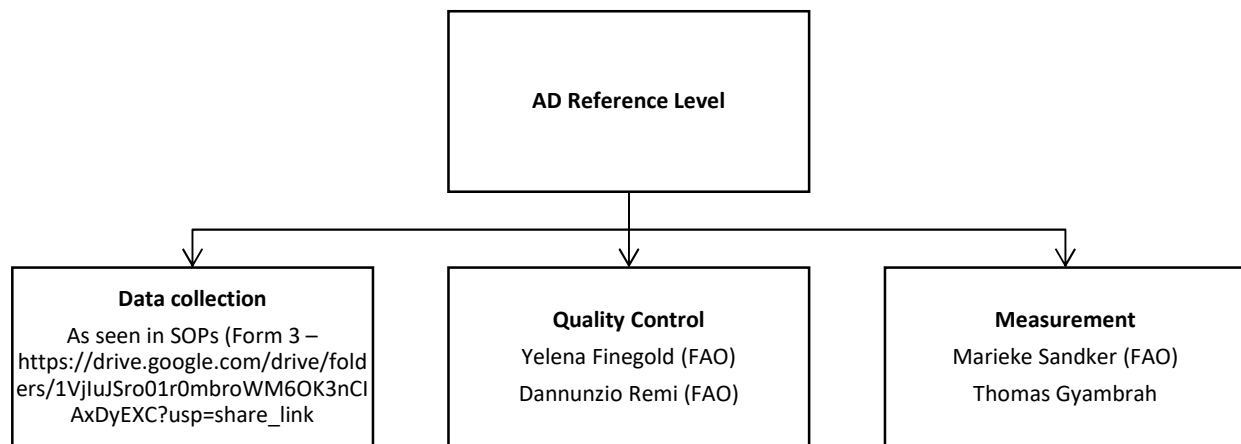 AD Reference Level
Data collection
As seen in SOPs (Form 3 –
https://drive.google.com/drive/fold
ers/1VjIuJSro01r0mbroWM6OK3nCI
AxDyEXC?usp=share_link
Quality Control
Yelena Finegold (FAO)
Dannunzio Remi (FAO)
Measurement
Marieke Sandker (FAO)
Thomas Gyambrah